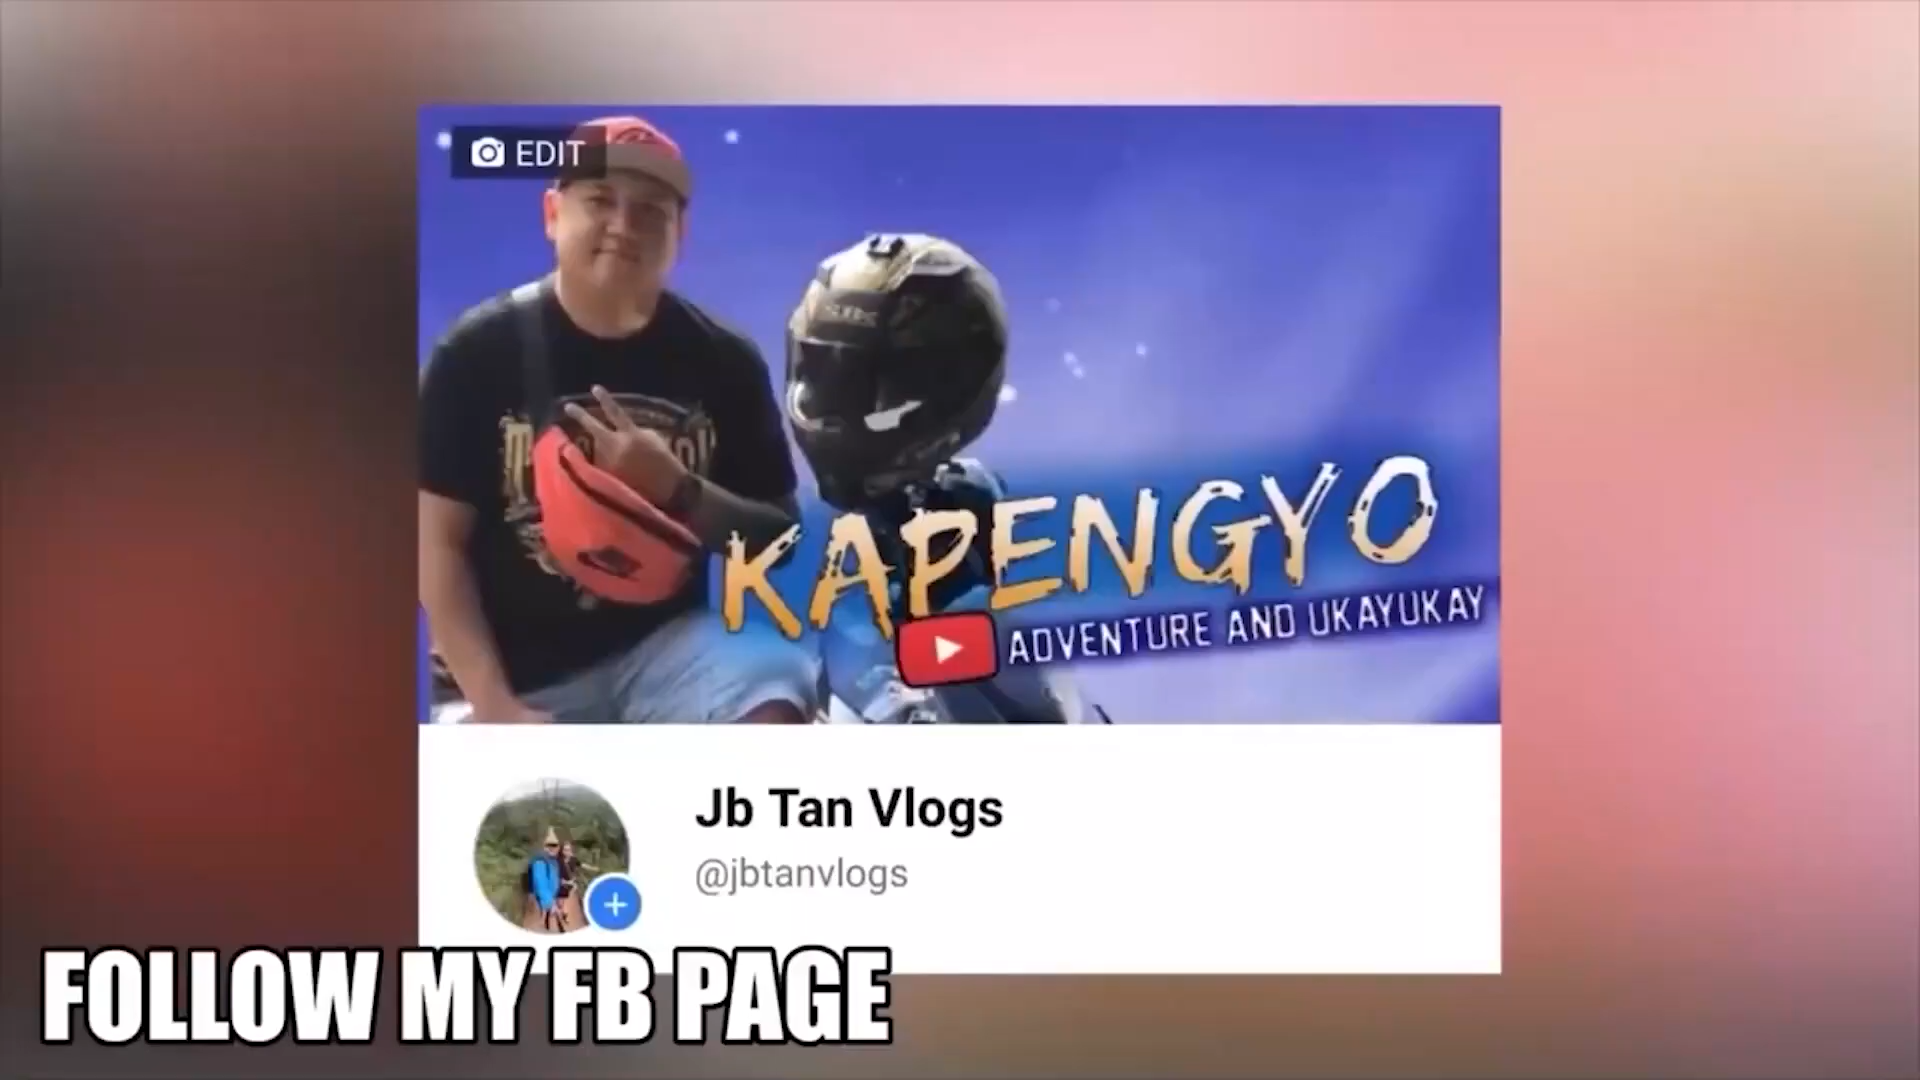 EDIT
KAPENGYO
ADVENTURE AND UKAYUKAY
Jb Tan Vlogs
@jbtanvlogs
FOLLOW MY FB PAGE